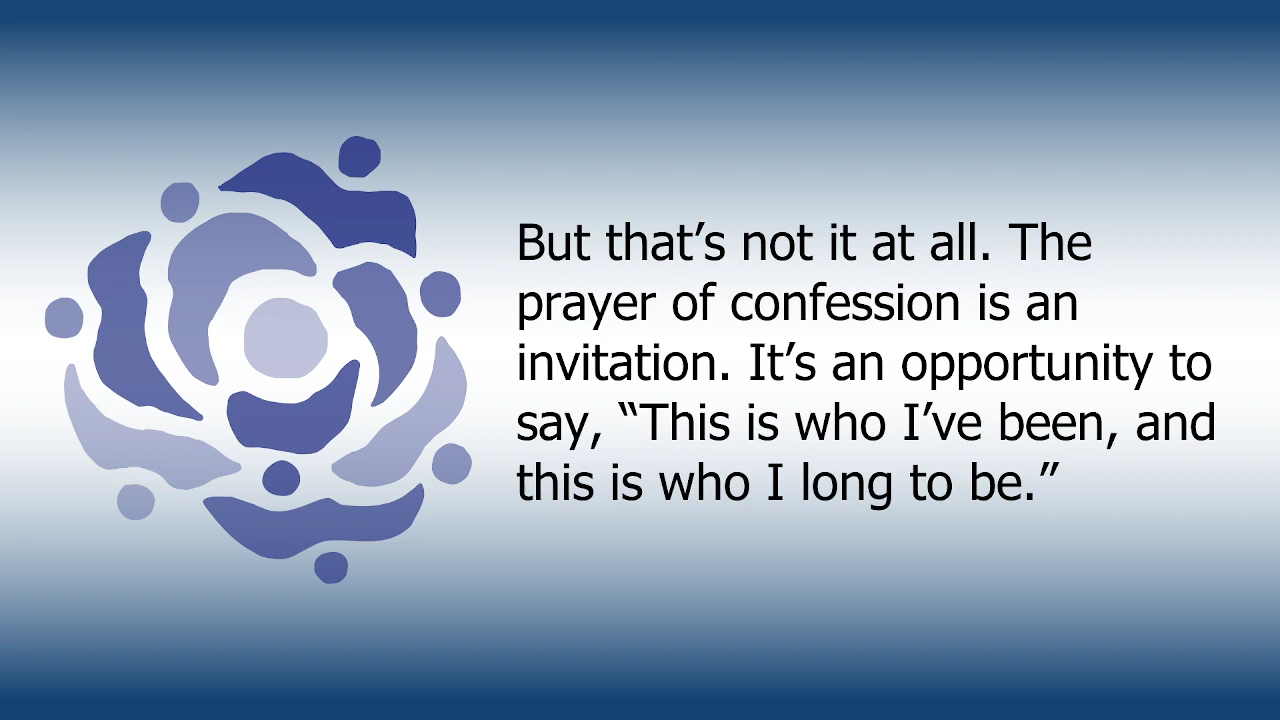 But that’s not it at all. The
prayer of confession is an
invitation. It’s an opportunity to
say, “This is who I’ve been, and
this is who I long to be.”